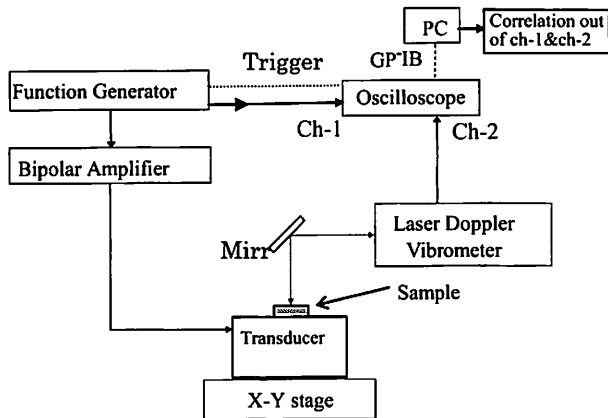 PC
Correlation out
of ch-1&ch-2
Trigger
GP-IB
Function Generator
Oscilloscope
Ch-1
Ch-2
Bipolar Amplifier
Laser Doppler
Vibrometer
Mirr
Sample
Transducer
X-Y stage